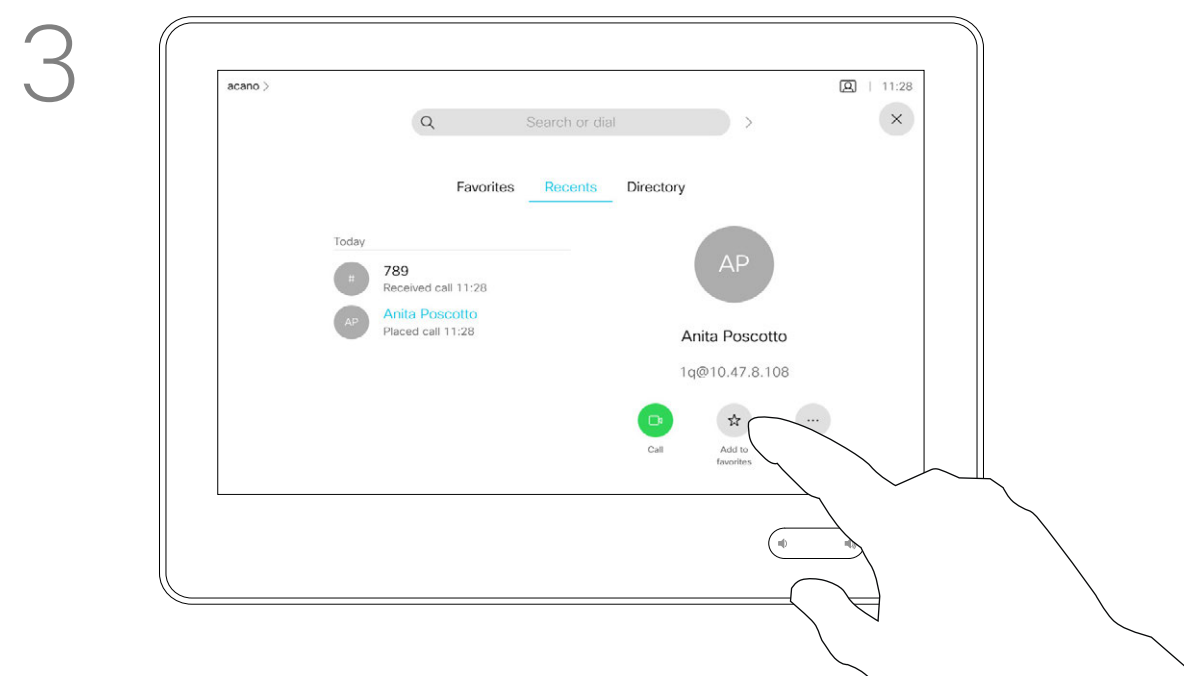 3
acano >
11:28
Search or dial
Favorites Recents Directory
Today
#
789
Received call 11:28
AP
Anita Poscotto
Placed call 11:28
AP
Anita Poscotto
1q@10.47.8.108
Call
Add to
favorites
...